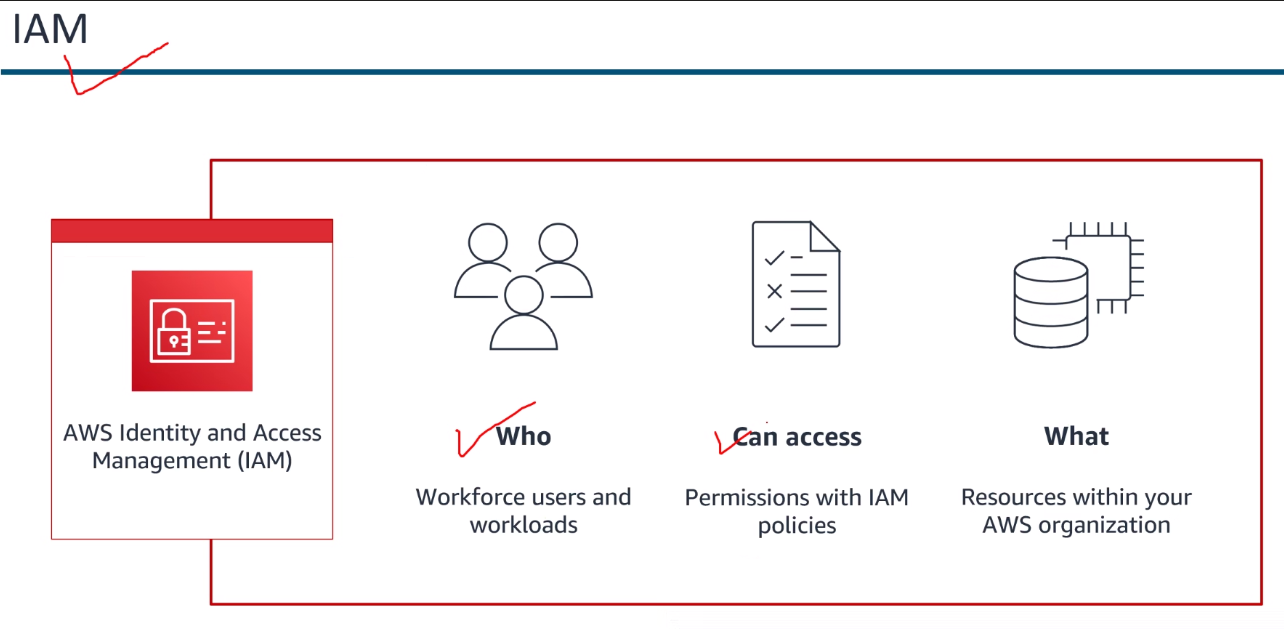 IAM
AWS Identity and Access
Management (IAM)
Who
Workforce users and
workloads
Can access
Permissions with IAM
policies
What
Resources within your
AWS organization